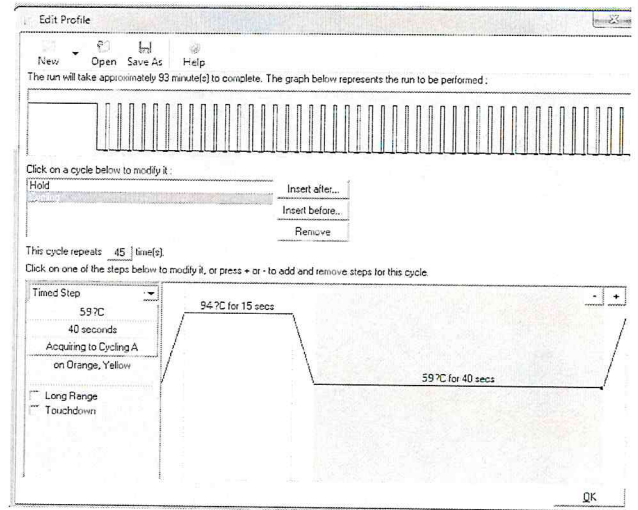 Edit Profile
New Open Save As Help
The run will take approximately 93 minute(s) to complete. The graph below represents the run to be performed :
Click on a cycle below to modify it :
Hold
Insert after...
Insert before..
Remove
This cycle repeats 45 time(s).
Click on one of the steps below to modify it, or press + or - to add and remove steps for this cycle.
Timed Step
- +
59?C
94?C for 15 secs
40 seconds
Acquiring to Cycling A
on Orange, Yellow
59?C for 40 secs
Long Range
Touchdown
OK